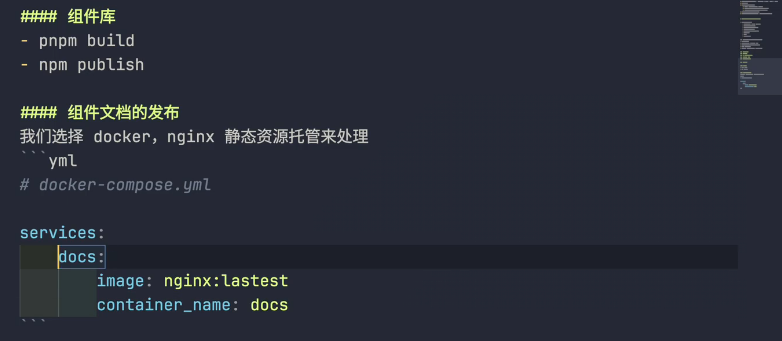 #### 组件库
- pnpm build
- npm publish
#### 组件文档的发布
我们选择 docker，nginx 静态资源托管来处理
```yml
# docker-compose.yml
services:
    docs:
        image: nginx:lastest
        container_name: docs
```